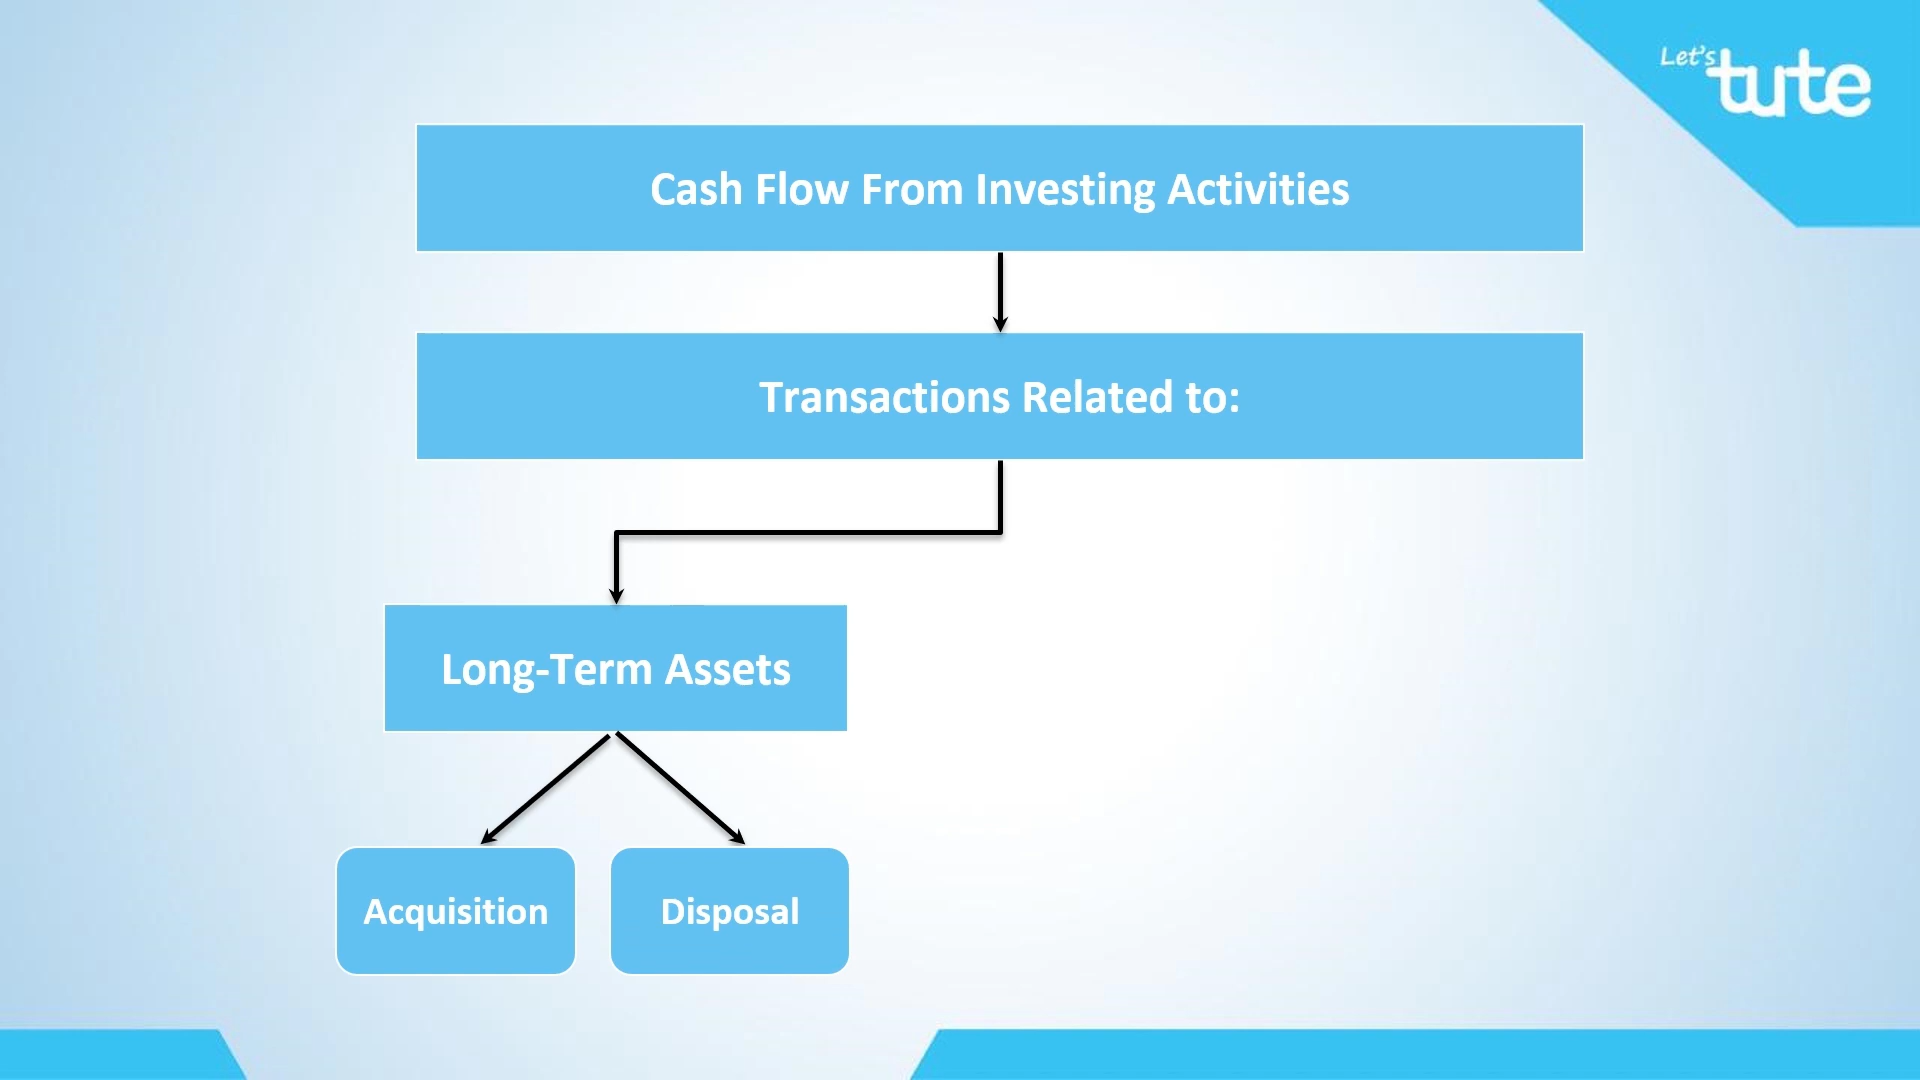 Let's tute
Cash Flow From Investing Activities
Transactions Related to:
Long-Term Assets
Acquisition
Disposal